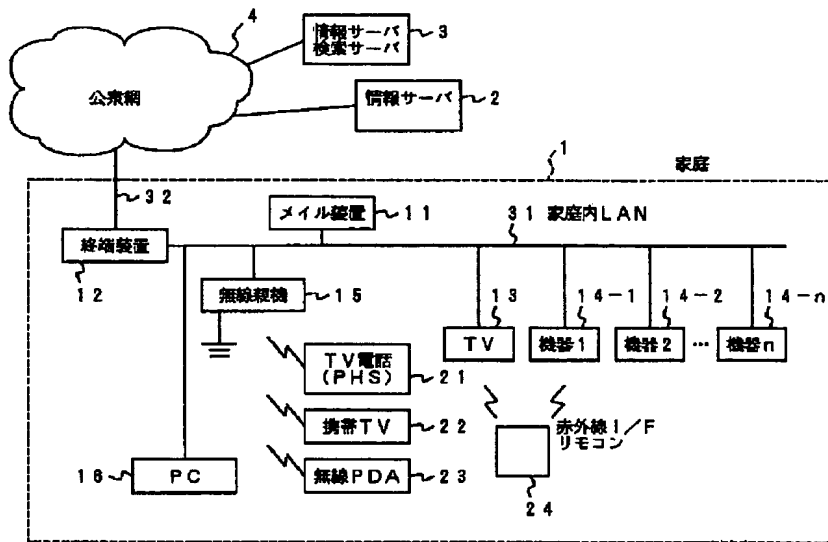 4
情報サーバ
検索サーバ
3
公衆網
情報サーバ
2
1
家庭
32
メイル装置
11
31
家庭内LAN
終端装置
12
無線親機
15
13
14-1
14-2
14-n
TV
機器1
機器2
…
機器n
TV電話
(PHS)
21
携帯TV
22
赤外線I/F
リモコン
無線PDA
23
24
16
PC